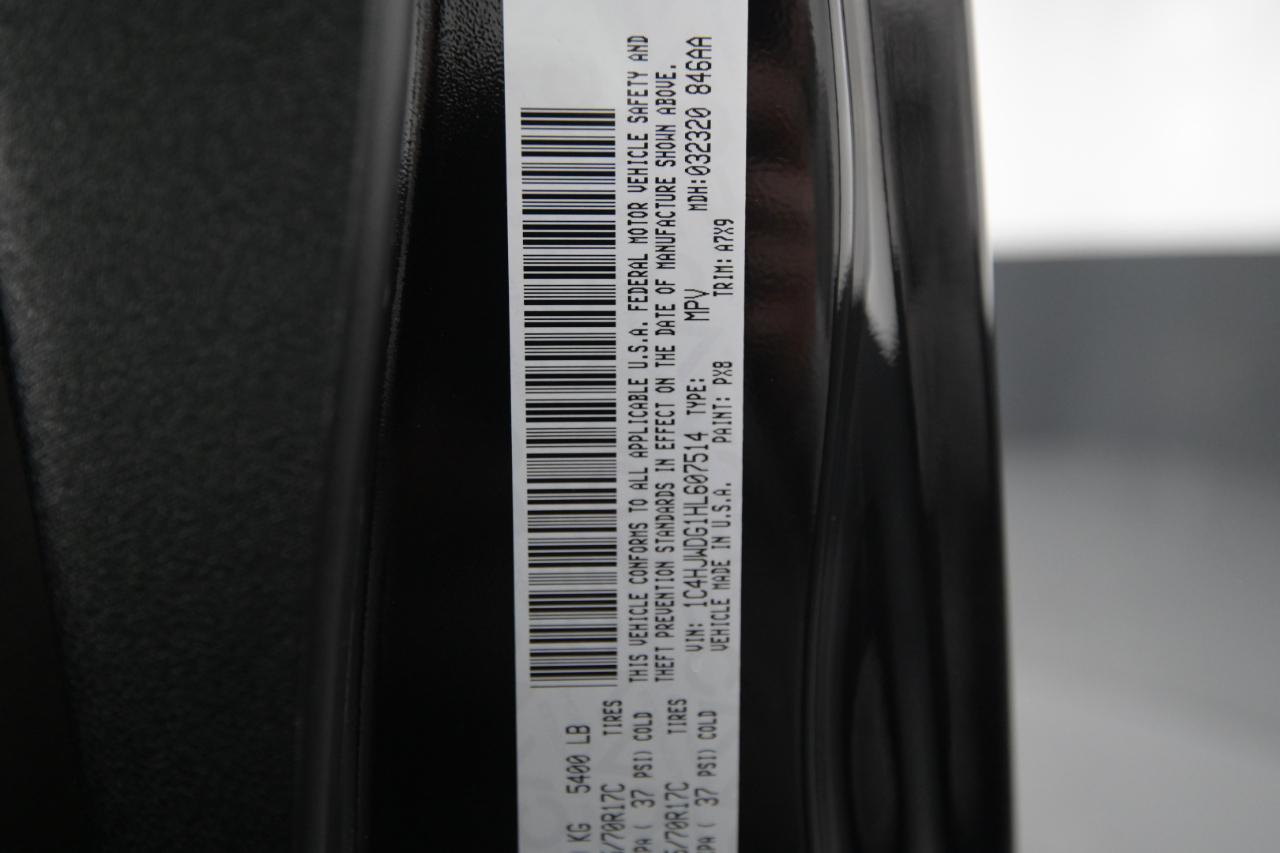 KG 5400 LB
/70R17C TIRES
PA ( 37 PSI) COLD
/70R17C TIRES
PA ( 37 PSI) COLD
THIS VEHICLE CONFORMS TO ALL APPLICABLE U.S.A. FEDERAL MOTOR VEHICLE SAFETY AND
THEFT PREVENTION STANDARDS IN EFFECT ON THE DATE OF MANUFACTURE SHOWN ABOVE.
VIN: 1C4HJWDG1HL607514 TYPE: MPV MDH:032320 846AA
VEHICLE MADE IN U.S.A. PAINT: PX8 TRIM: A7X9